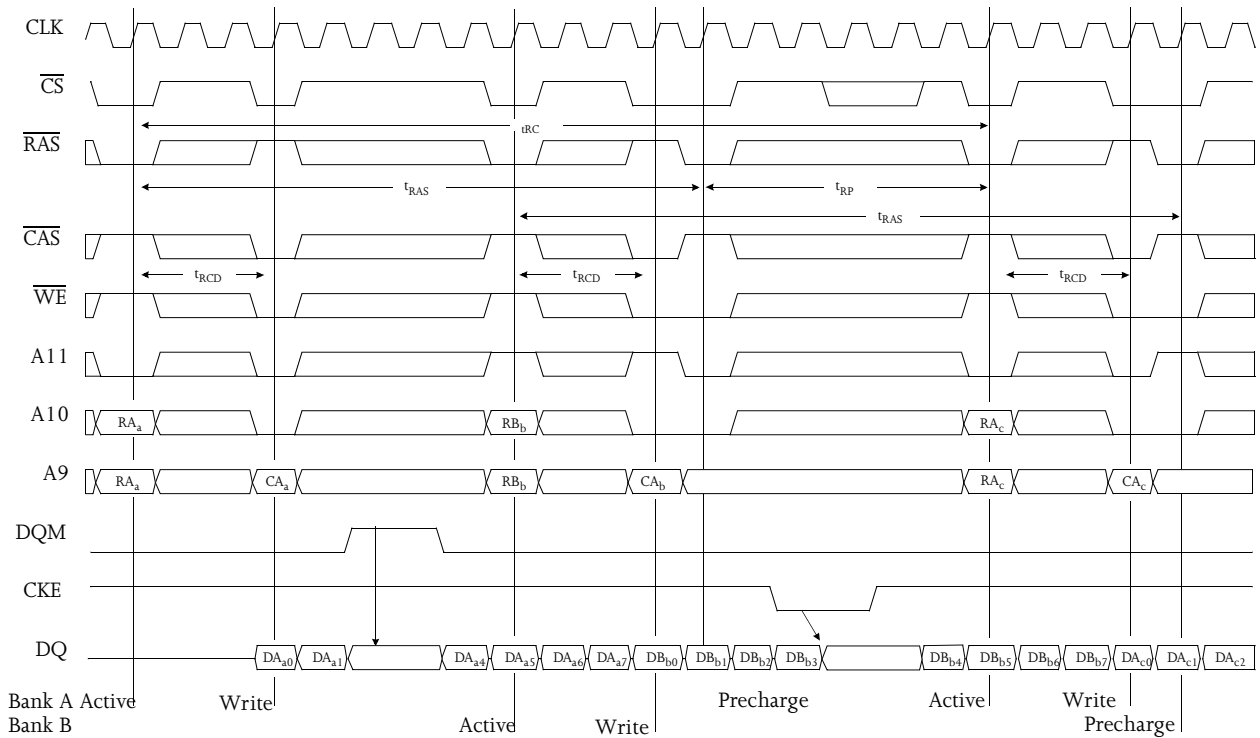 CLK
CS
tRC
RAS
tRAS tRP
tRAS
CAS
tRCD tRCD tRCD
WE
A11
A10 RAa RBb RAc
A9 RAa CAa RBb CAb RAc CAc
DQM
CKE
DQ DAa0 DAa1 DAa4 DAa5 DAa6 DAa7 DBb0 DBb1 DBb2 DBb3 DBb4 DBb5 DBb6 DBb7 DAc0 DAc1 DAc2
Bank A Active Write Precharge Active Write
Bank B Active Write Precharge